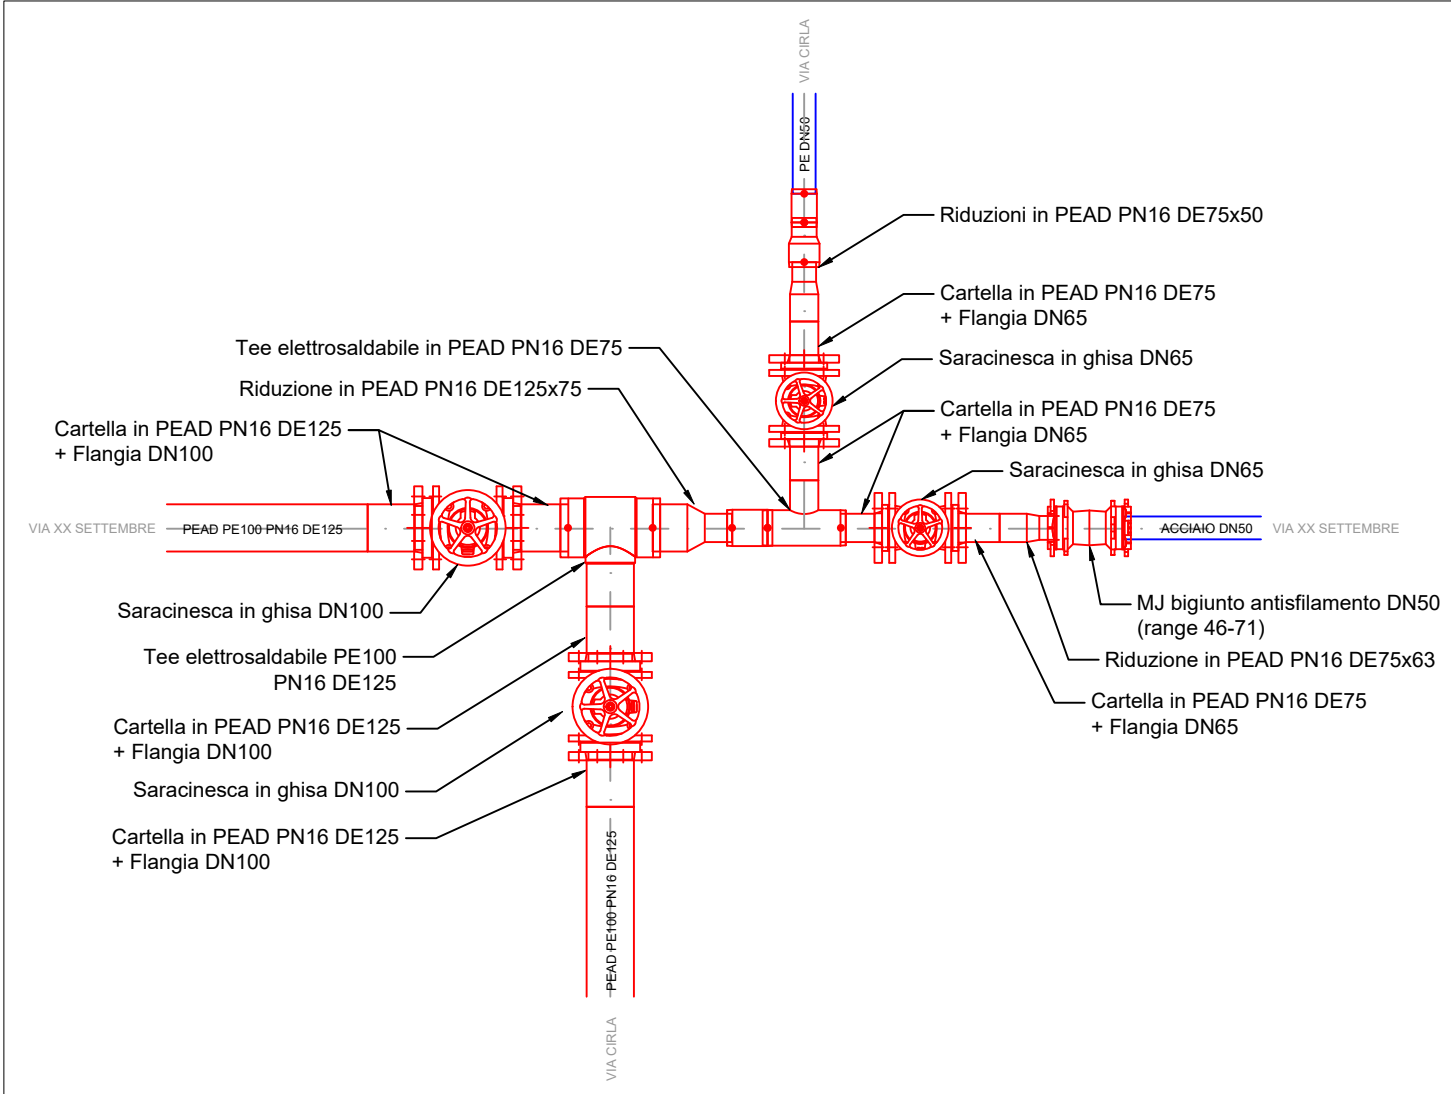 VIA CIRLA
PE DN50
Riduzioni in PEAD PN16 DE75x50
Cartella in PEAD PN16 DE75
+ Flangia DN65
Tee elettrosaldabile in PEAD PN16 DE75
Saracinesca in ghisa DN65
Riduzione in PEAD PN16 DE125x75
Cartella in PEAD PN16 DE75
+ Flangia DN65
Cartella in PEAD PN16 DE125
+ Flangia DN100
Saracinesca in ghisa DN65
VIA XX SETTEMBRE
PEAD PE100 PN16 DE125
ACCIAIO DN50
VIA XX SETTEMBRE
Saracinesca in ghisa DN100
MJ bigiunto antisfilamento DN50
(range 46-71)
Tee elettrosaldabile PE100
PN16 DE125
Riduzione in PEAD PN16 DE75x63
Cartella in PEAD PN16 DE75
+ Flangia DN65
Cartella in PEAD PN16 DE125
+ Flangia DN100
Saracinesca in ghisa DN100
Cartella in PEAD PN16 DE125
+ Flangia DN100
PEAD PE100 PN16 DE125
VIA CIRLA